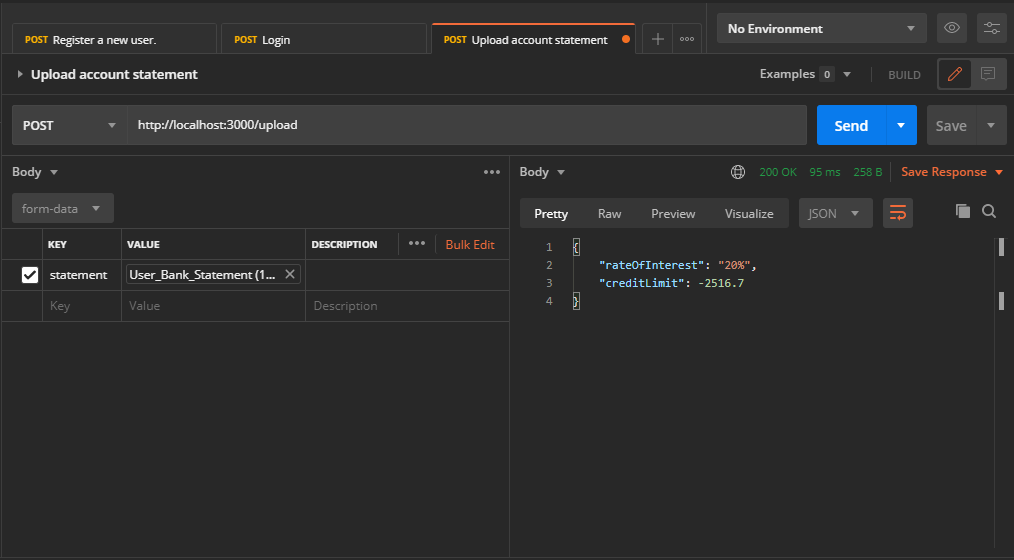 POST Register a new user.
POST Login
POST Upload account statement
No Environment
Upload account statement
Examples 0
BUILD
POST
http://localhost:3000/upload
Send
Save
Body
Body
200 OK 95 ms 258 B
Save Response
form-data
Pretty Raw Preview Visualize
JSON
KEY VALUE DESCRIPTION
Bulk Edit
statement User_Bank_Statement (1...
Key Value Description
1 {
2 "rateOfInterest": "20%",
3 "creditLimit": -2516.7
4 }